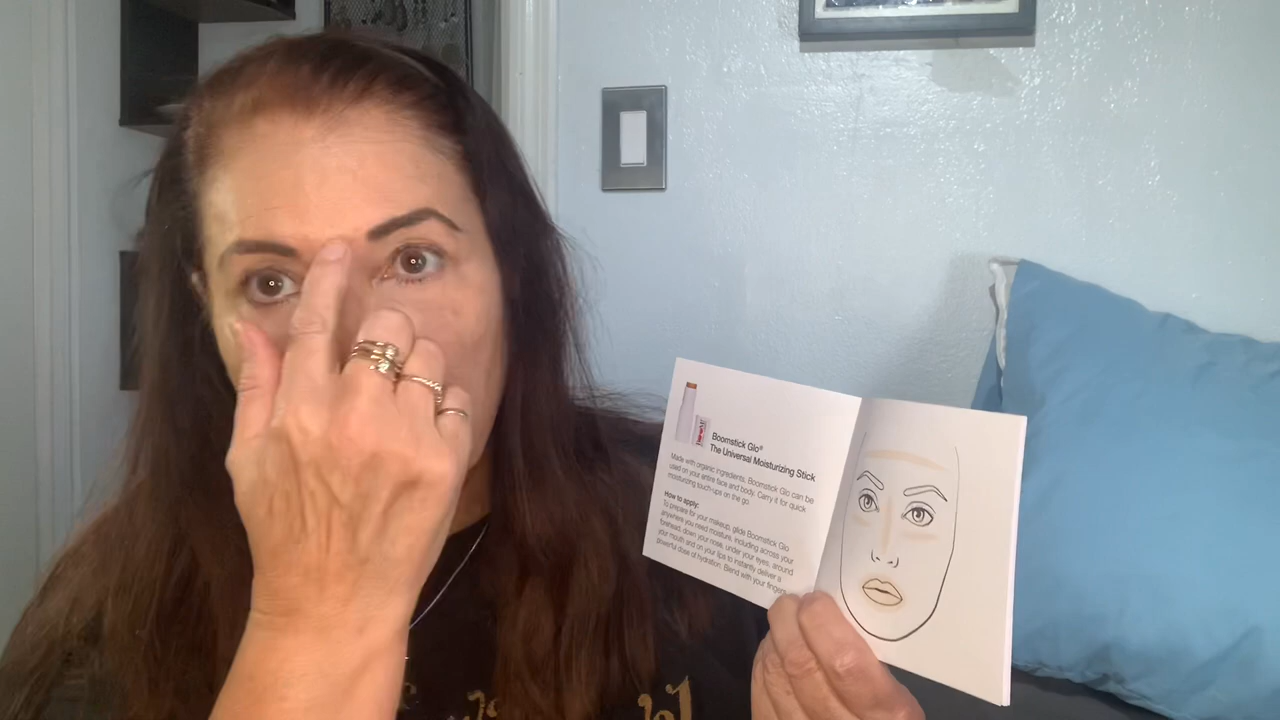 Boomstick Glo®
The Universal Moisturizing Stick
Made with organic ingredients, Boomstick Glo can be
used on your entire face and body. Carry it for quick
moisturizing touch-ups on the go.
How to apply:
To prepare for your makeup, glide Boomstick Glo
anywhere you need moisture, including across your
forehead, down your nose, under your eyes, around
your mouth and on your lips to instantly deliver a
powerful dose of hydration. Blend with your fingers